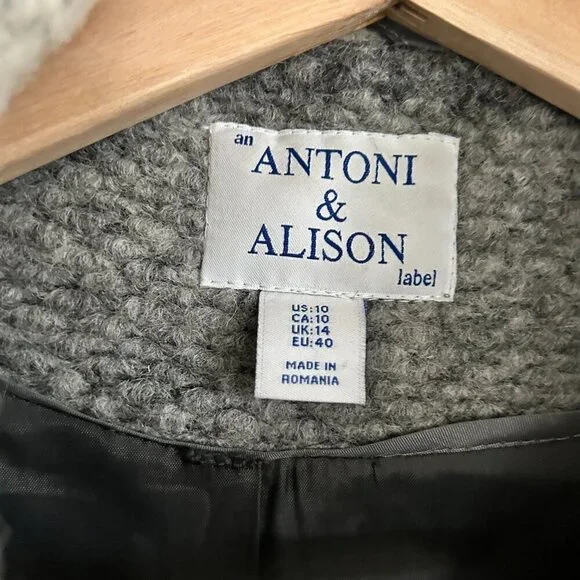 an
ANTONI
&
ALISON
label
US:10
CA:10
UK:14
EU:40
MADE IN
ROMANIA